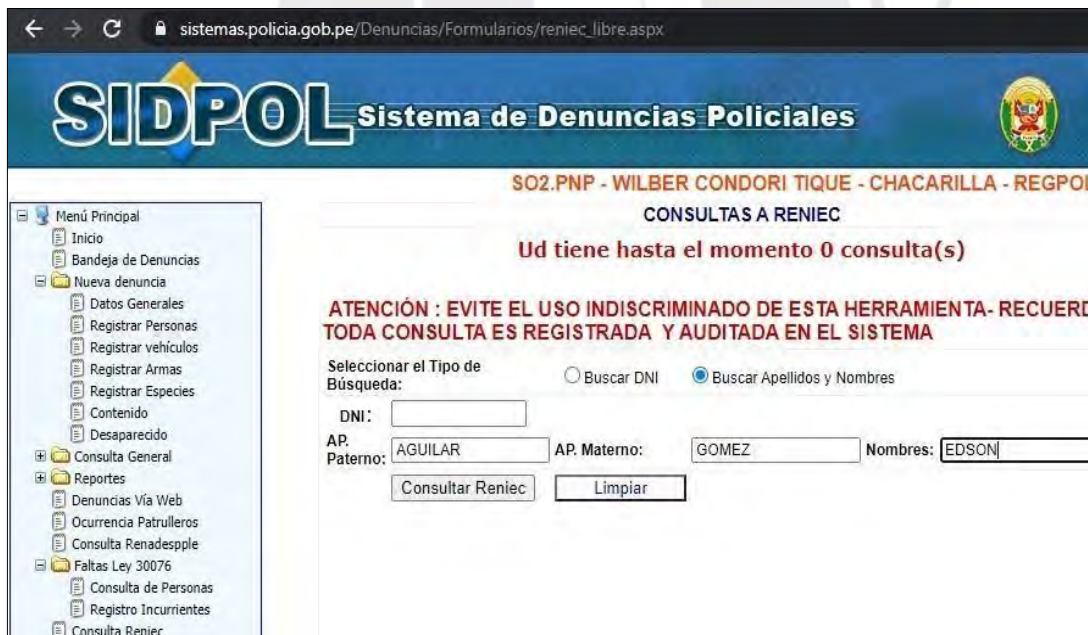 sistemas.policia.gob.pe/Denuncias/Formularios/reniec_libre.aspx
SIDPOL Sistema de Denuncias Policiales
SO2.PNP - WILBER CONDORI TIQUE - CHACARILLA - REGPOL
CONSULTAS A RENIEC
Ud tiene hasta el momento 0 consulta(s)
ATENCIÓN : EVITE EL USO INDISCRIMINADO DE ESTA HERRAMIENTA- RECUERD
TODA CONSULTA ES REGISTRADA Y AUDITADA EN EL SISTEMA
Seleccionar el Tipo de Búsqueda: Buscar DNI Buscar Apellidos y Nombres
DNI:
AP. Paterno: AGUILAR AP. Materno: GOMEZ Nombres: EDSON
Consultar Reniec Limpiar
Menú Principal
Inicio
Bandeja de Denuncias
Nueva denuncia
Datos Generales
Registrar Personas
Registrar vehículos
Registrar Armas
Registrar Especies
Contenido
Desaparecido
Consulta General
Reportes
Denuncias Vía Web
Ocurrencia Patrulleros
Consulta Renadespple
Faltas Ley 30076
Consulta de Personas
Registro Incurrientes
Consulta Reniec